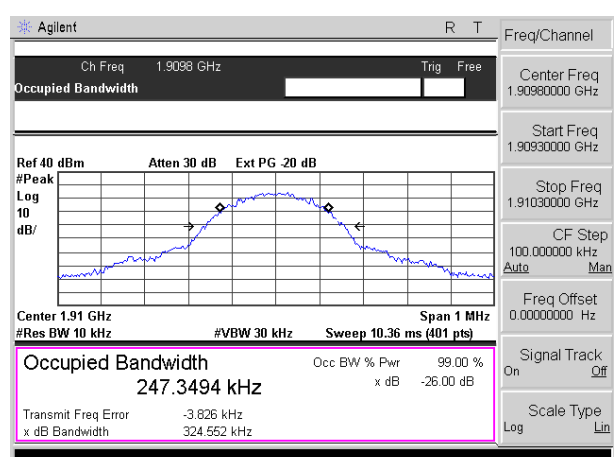 Agilent R T
Freq/Channel
Ch Freq 1.9098 GHz Trig Free
Occupied Bandwidth
Center Freq
1.90980000 GHz
Start Freq
1.90930000 GHz
Ref 40 dBm Atten 30 dB Ext PG -20 dB
#Peak
Log
10
dB/
Stop Freq
1.91030000 GHz
CF Step
100.000000 kHz
Auto Man
Freq Offset
0.00000000 Hz
Center 1.91 GHz Span 1 MHz
#Res BW 10 kHz #VBW 30 kHz Sweep 10.36 ms (401 pts)
Signal Track
On Off
Occupied Bandwidth Occ BW % Pwr 99.00 %
247.3494 kHz x dB -26.00 dB
Transmit Freq Error -3.826 kHz
x dB Bandwidth 324.552 kHz
Scale Type
Log Lin